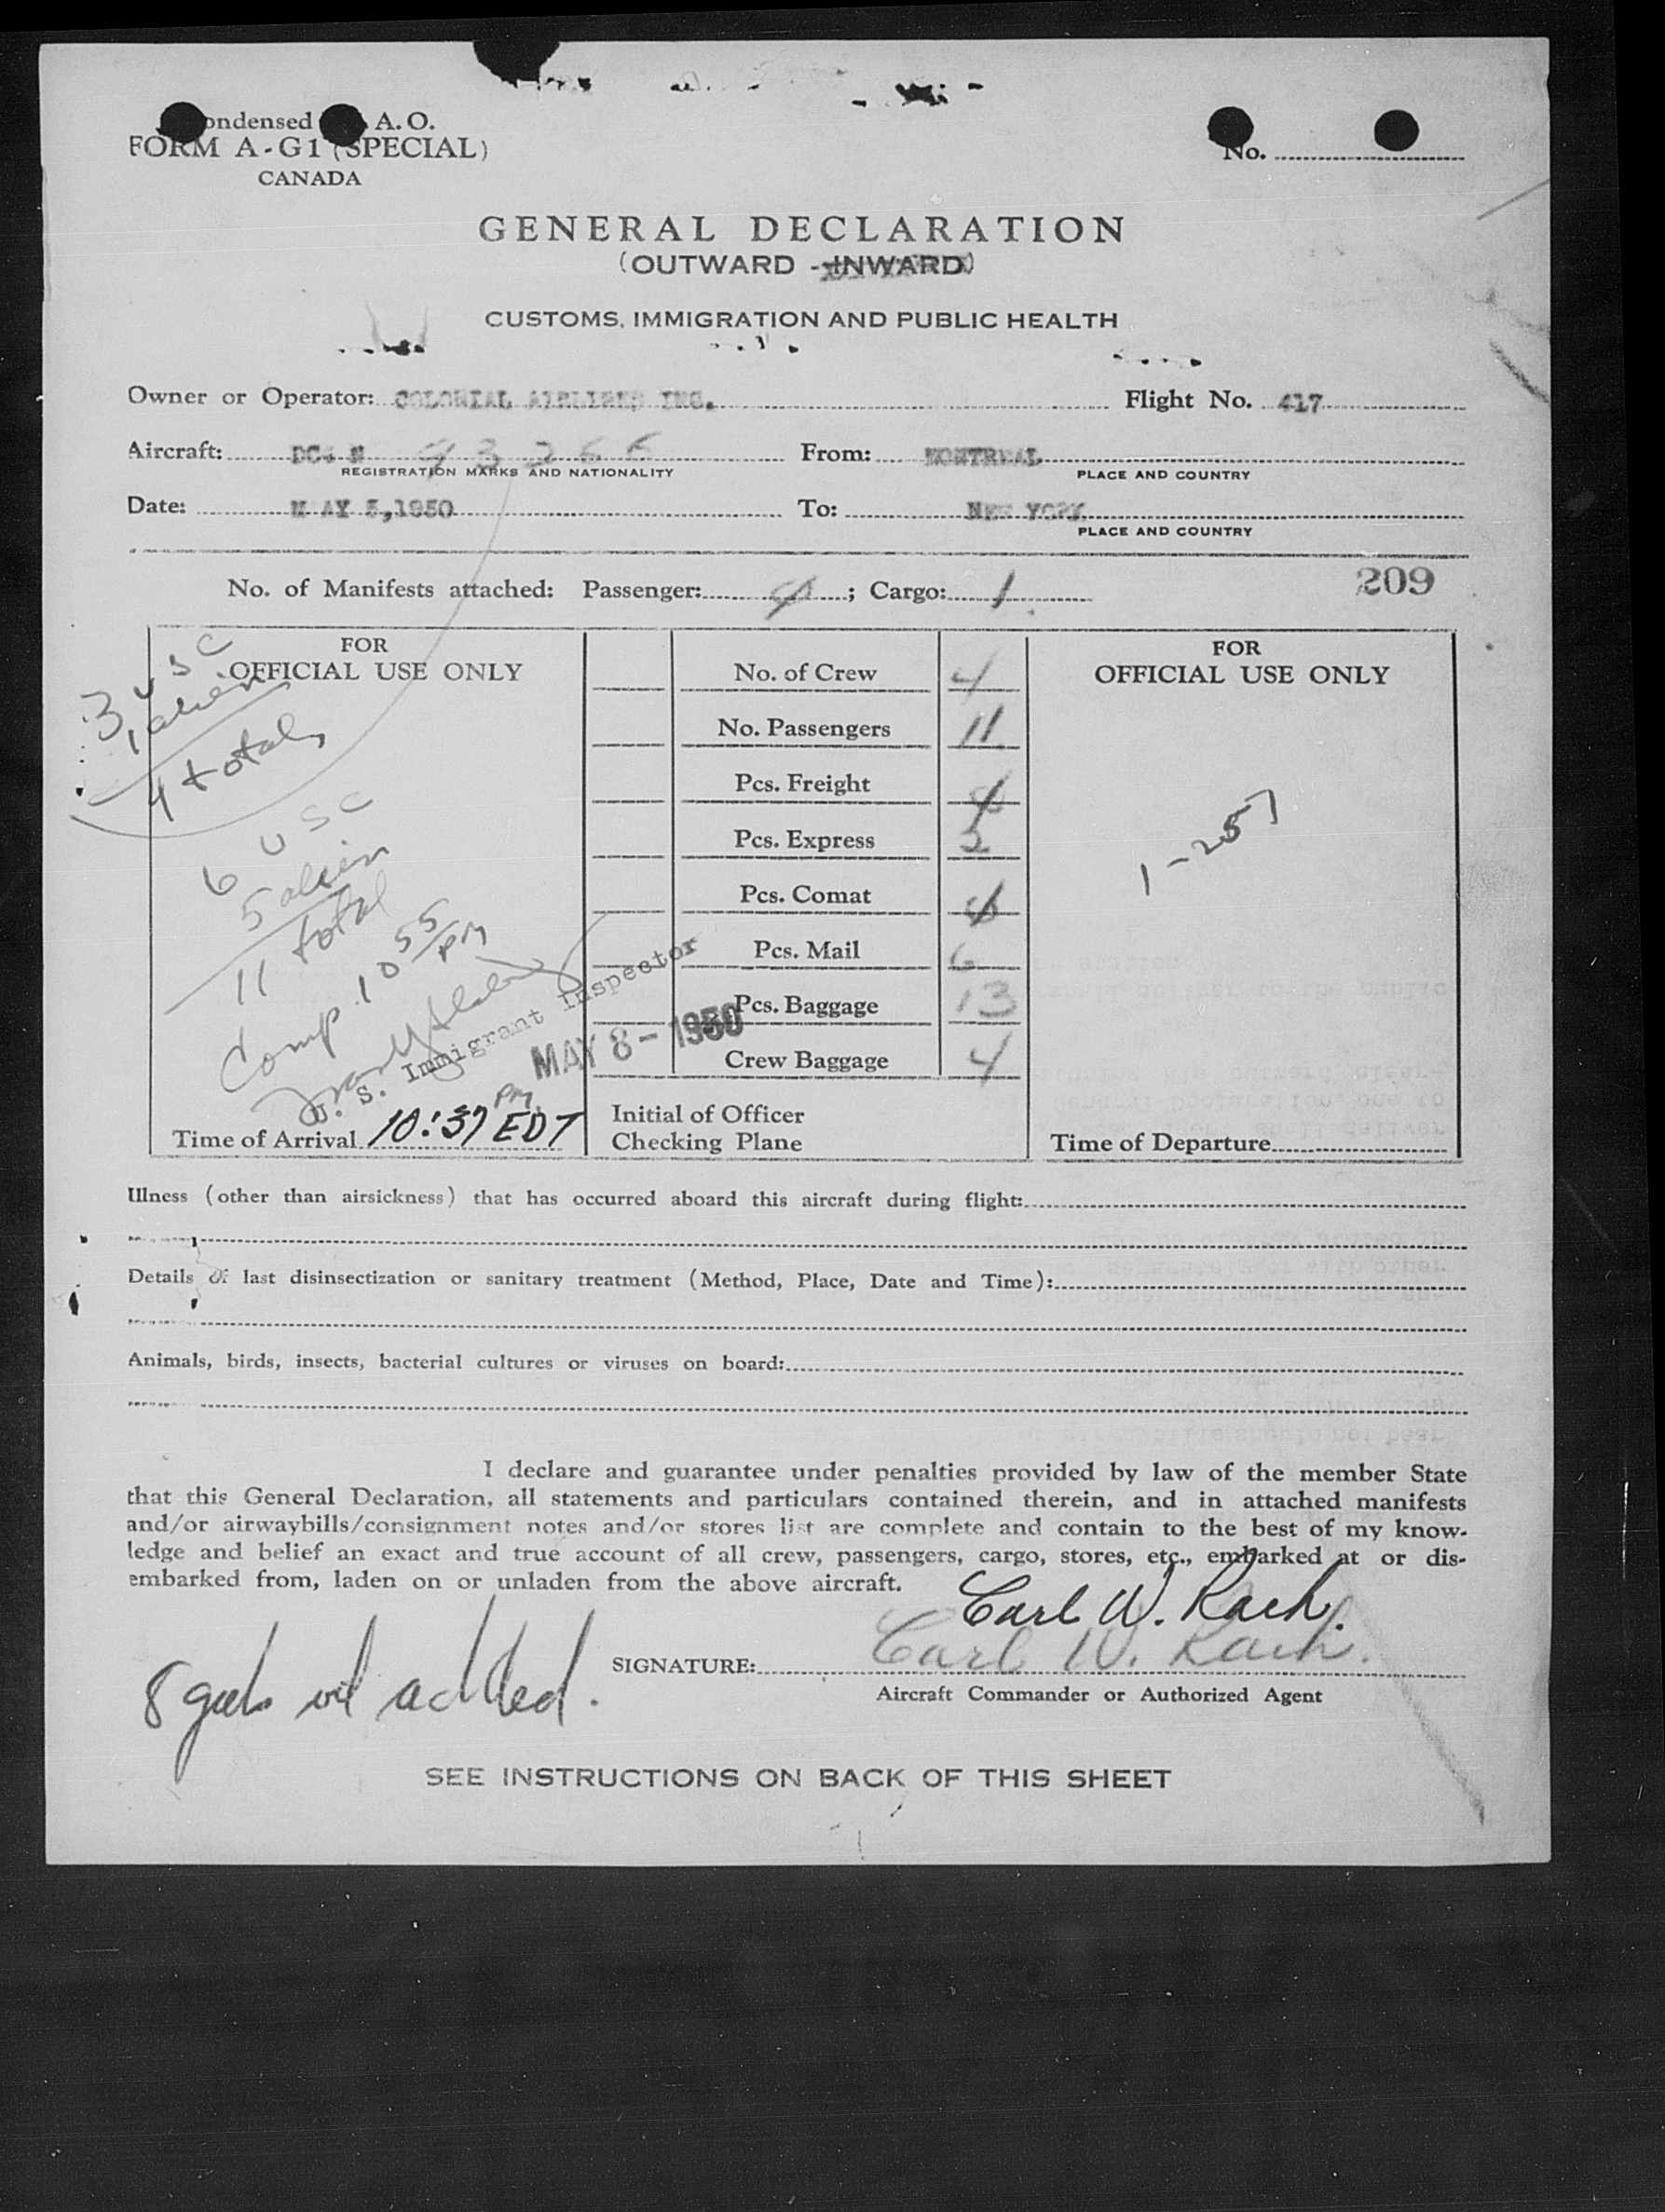 ondensed A. O.
FORM A-G1 (SPECIAL)
CANADA
No.
GENERAL DECLARATION
(OUTWARD - INWARD)
CUSTOMS, IMMIGRATION AND PUBLIC HEALTH
Owner or Operator: COLONIAL AIRLINES INC. Flight No. 417
Aircraft: DC4 N 93266 From: MONTREAL
REGISTRATION MARKS AND NATIONALITY PLACE AND COUNTRY
Date: M AY 5,1950 To: NEW YORK
PLACE AND COUNTRY
No. of Manifests attached: Passenger: ; Cargo: 1
209
FOR
OFFICIAL USE ONLY
3 USC
1 alien
4 total
6 USC
5 alien
11 total
Comp. 10 55 PM
U. S. Immigrant Inspector
MAY 8 - 1950
Time of Arrival 10:37 PM EDT
No. of Crew 4
No. Passengers 11
Pcs. Freight
Pcs. Express 2
Pcs. Comat
Pcs. Mail 6
Pcs. Baggage 13
Crew Baggage 4
Initial of Officer
Checking Plane
FOR
OFFICIAL USE ONLY
1-257
Time of Departure
Illness (other than airsickness) that has occurred aboard this aircraft during flight:
Details of last disinsectization or sanitary treatment (Method, Place, Date and Time):
Animals, birds, insects, bacterial cultures or viruses on board:
I declare and guarantee under penalties provided by law of the member State
that this General Declaration, all statements and particulars contained therein, and in attached manifests
and/or airwaybills/consignment notes and/or stores list are complete and contain to the best of my know-
ledge and belief an exact and true account of all crew, passengers, cargo, stores, etc., embarked at or dis-
embarked from, laden on or unladen from the above aircraft.
Carl W. Rach.
SIGNATURE: Carl W. Rach.
Aircraft Commander or Authorized Agent
8 gals oil added.
SEE INSTRUCTIONS ON BACK OF THIS SHEET